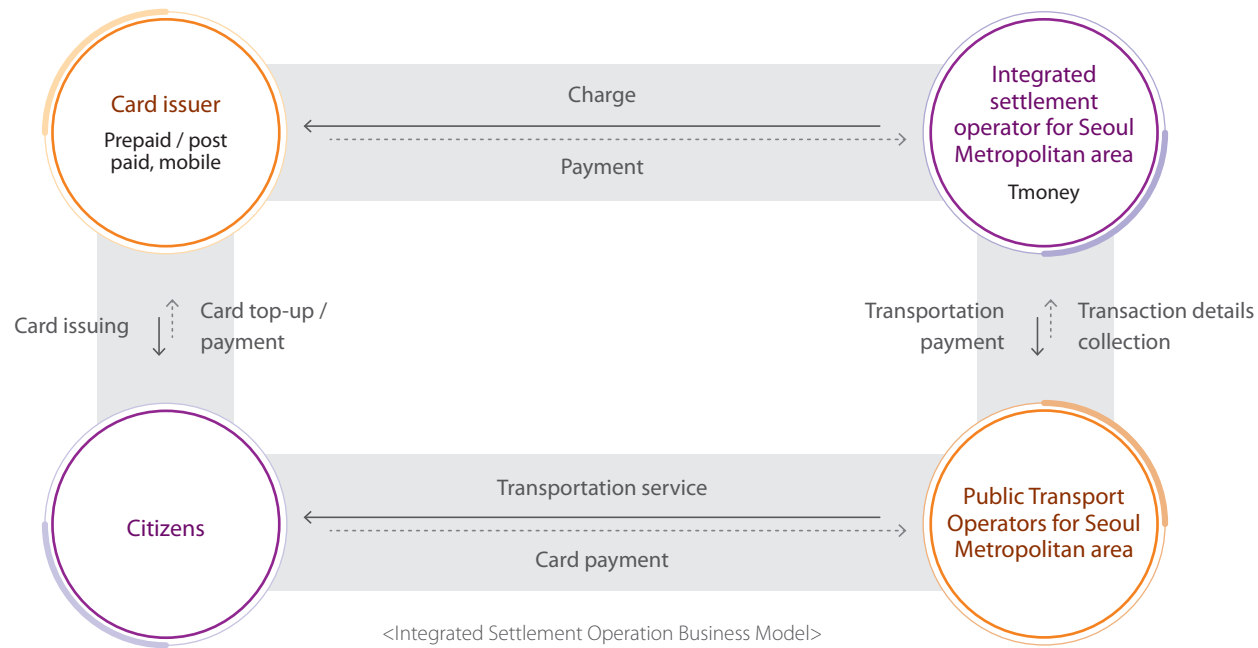 Card issuer
Prepaid / post
paid, mobile
Charge
Payment
Integrated
settlement
operator for Seoul
Metropolitan area
Tmoney
Card issuing
Card top-up /
payment
Transportation
payment
Transaction details
collection
Citizens
Transportation service
Card payment
Public Transport
Operators for Seoul
Metropolitan area
<Integrated Settlement Operation Business Model>